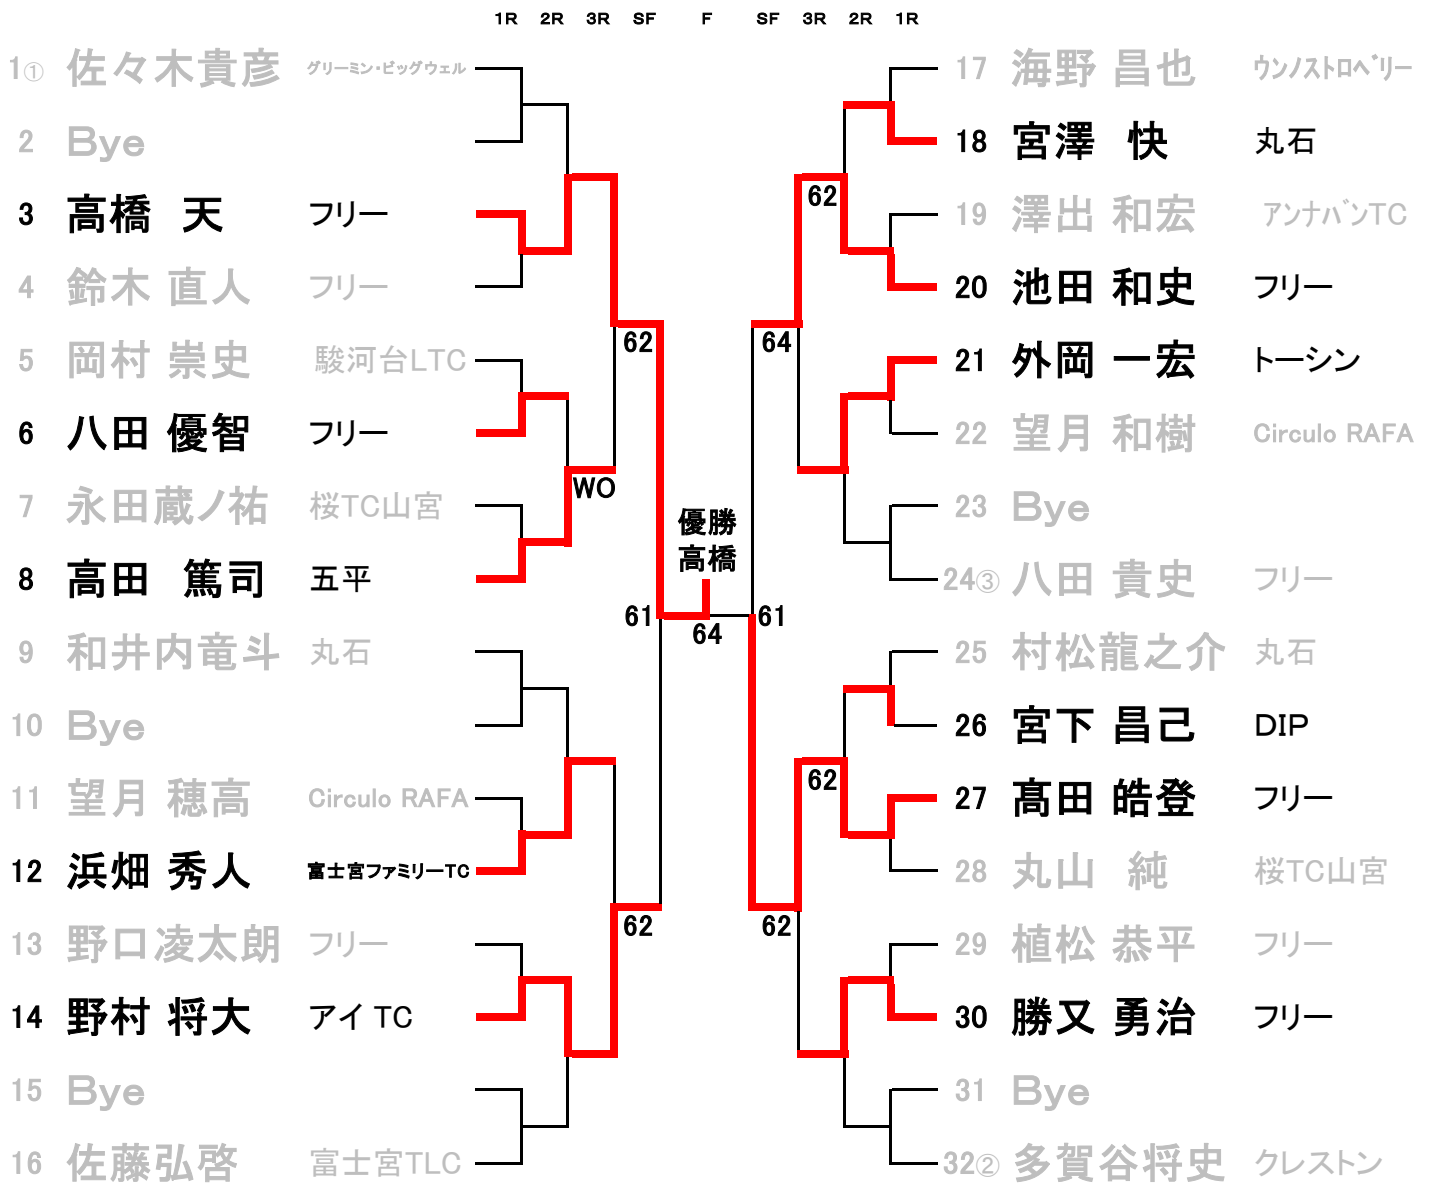 1R 2R 3R SF F SF 3R 2R 1R
1① 佐々木貴彦 グリーミン・ビッグウェル
2 Bye
3 高橋 天 フリー
4 鈴木 直人 フリー
5 岡村 崇史 駿河台LTC
6 八田 優智 フリー
7 永田蔵ノ祐 桜TC山宮
8 高田 篤司 五平
9 和井内竜斗 丸石
10 Bye
11 望月 穂高 Circulo RAFA
12 浜畑 秀人 富士宮ファミリーTC
13 野口凌太朗 フリー
14 野村 将大 アイ TC
15 Bye
16 佐藤弘啓 富士宮TLC
62
WO
61
62
優勝
高橋
64
62
64
61
62
62
17 海野 昌也 ウンノストロベリー
18 宮澤 快 丸石
19 澤出 和宏 アンナバンTC
20 池田 和史 フリー
21 外岡 一宏 トーシン
22 望月 和樹 Circulo RAFA
23 Bye
24③ 八田 貴史 フリー
25 村松龍之介 丸石
26 宮下 昌己 DIP
27 髙田 皓登 フリー
28 丸山 純 桜TC山宮
29 植松 恭平 フリー
30 勝又 勇治 フリー
31 Bye
32② 多賀谷将史 クレストン